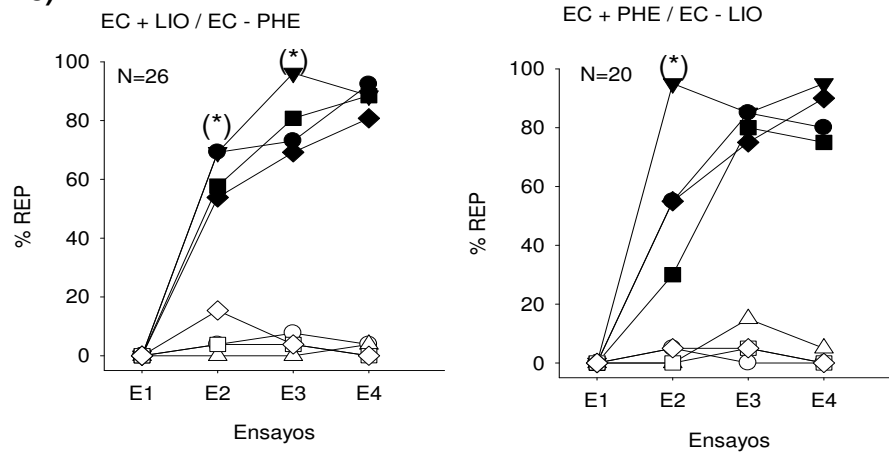 EC + LIO / EC - PHE
N=26
(*)
(*)
100
80
60
40
20
0
% REP
E1 E2 E3 E4
Ensayos
EC + PHE / EC - LIO
N=20
(*)
100
80
60
40
20
0
% REP
E1 E2 E3 E4
Ensayos